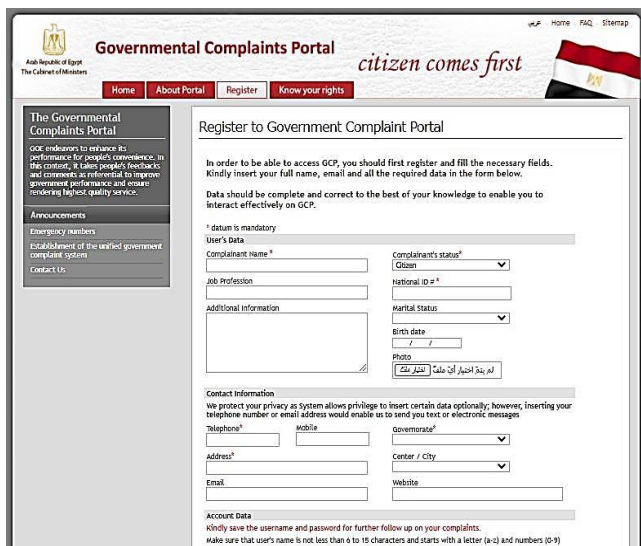 عربي Home FAQ Sitemap
Arab Republic of Egypt
The Cabinet of Ministers
Governmental Complaints Portal
citizen comes first
Home About Portal Register Know your rights
The Governmental
Complaints Portal
GOE endeavors to enhance its
performance for people's convenience. In
this context, it takes people's feedbacks
and comments as referential to improve
government performance and ensure
rendering highest quality service.
Announcements
Emergency numbers
Establishment of the unified government
complaint system
Contact Us
Register to Government Complaint Portal
In order to be able to access GCP, you should first register and fill the necessary fields.
Kindly insert your full name, email and all the required data in the form below.
Data should be complete and correct to the best of your knowledge to enable you to
interact effectively on GCP.
* datum is mandatory
User's Data
Complainant Name * Complainant's status*
Citizen
Job Profession National ID # *
Additional Information Marital Status
Birth date
/ /
Photo
اختيار ملف لم يتم اختيار أيّ ملفّ
Contact Information
We protect your privacy as System allows privilege to insert certain data optionally; however, inserting your
telephone number or email address would enable us to send you text or electronic messages
Telephone* Mobile Governorate*
Address* Center / City
Email Website
Account Data
Kindly save the username and password for further follow up on your complaints.
Make sure that user's name is not less than 6 to 15 characters and starts with a letter (a-z) and numbers (0-9)